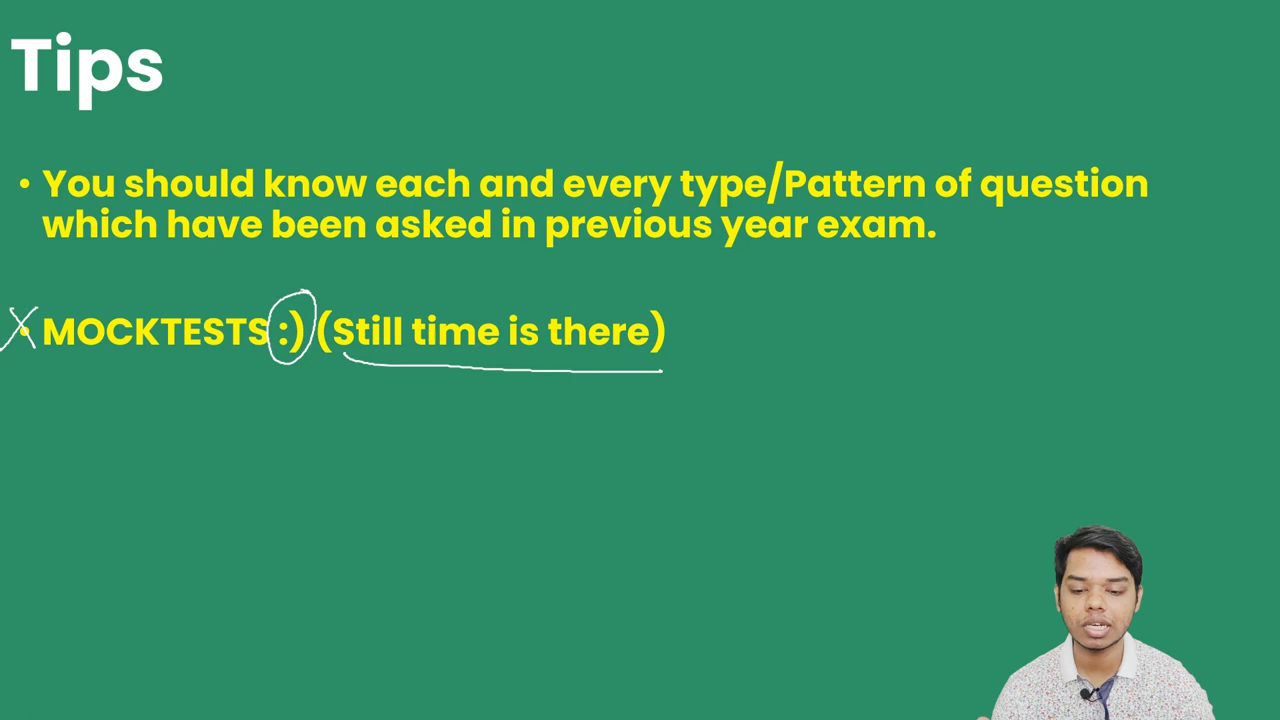 Tips
• You should know each and every type/Pattern of question
which have been asked in previous year exam.
• MOCKTESTS :) (Still time is there)